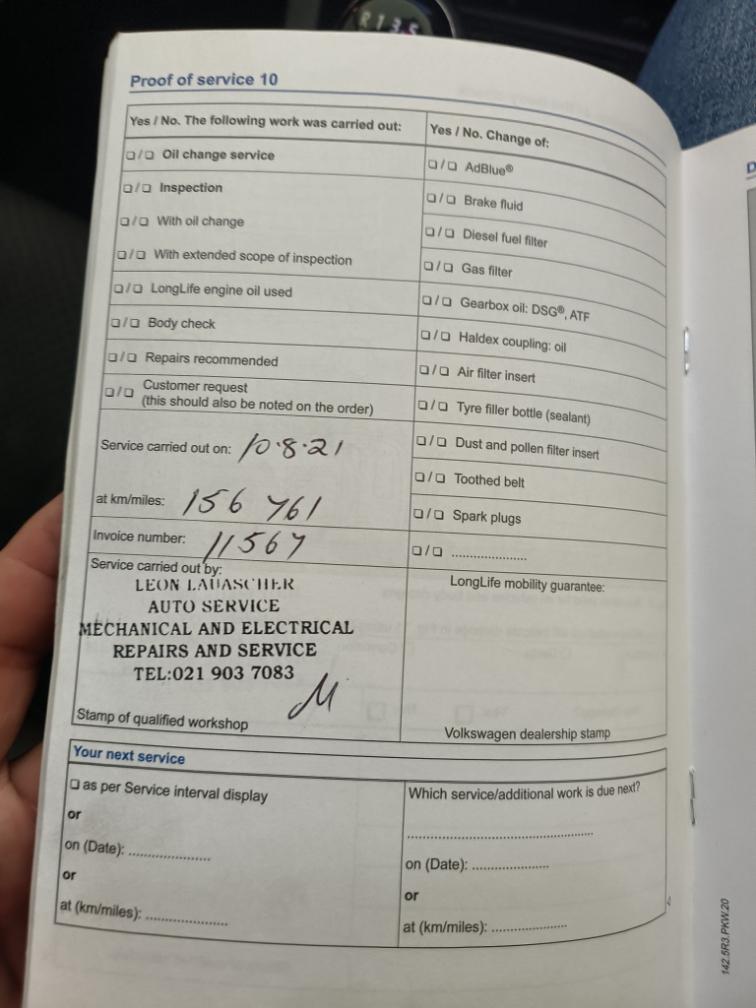 R 13,5
Proof of service 10
Yes / No. The following work was carried out:
❏ / ❏ Oil change service
❏ / ❏ Inspection
❏ / ❏ With oil change
❏ / ❏ With extended scope of inspection
❏ / ❏ LongLife engine oil used
❏ / ❏ Body check
❏ / ❏ Repairs recommended
❏ / ❏ Customer request
(this should also be noted on the order)
Service carried out on: 10.8.21
at km/miles: 156 761
Invoice number: 11567
Service carried out by:
LEON
AUTO SERVICE
MECHANICAL AND ELECTRICAL
REPAIRS AND SERVICE
TEL:021 903 7083
Stamp of qualified workshop
Yes / No. Change of:
❏ / ❏ AdBlue®
❏ / ❏ Brake fluid
❏ / ❏ Diesel fuel filter
❏ / ❏ Gas filter
❏ / ❏ Gearbox oil: DSG®, ATF
❏ / ❏ Haldex coupling: oil
❏ / ❏ Air filter insert
❏ / ❏ Tyre filler bottle (sealant)
❏ / ❏ Dust and pollen filter insert
❏ / ❏ Toothed belt
❏ / ❏ Spark plugs
❏ / ❏ ......................
LongLife mobility guarantee:
Volkswagen dealership stamp
Your next service
❏ as per Service interval display
or
on (Date): ......................
or
at (km/miles): ......................
Which service/additional work is due next?
..................................................
on (Date): ....................
or
at (km/miles): ....................
142.5R3.PKW.20
D